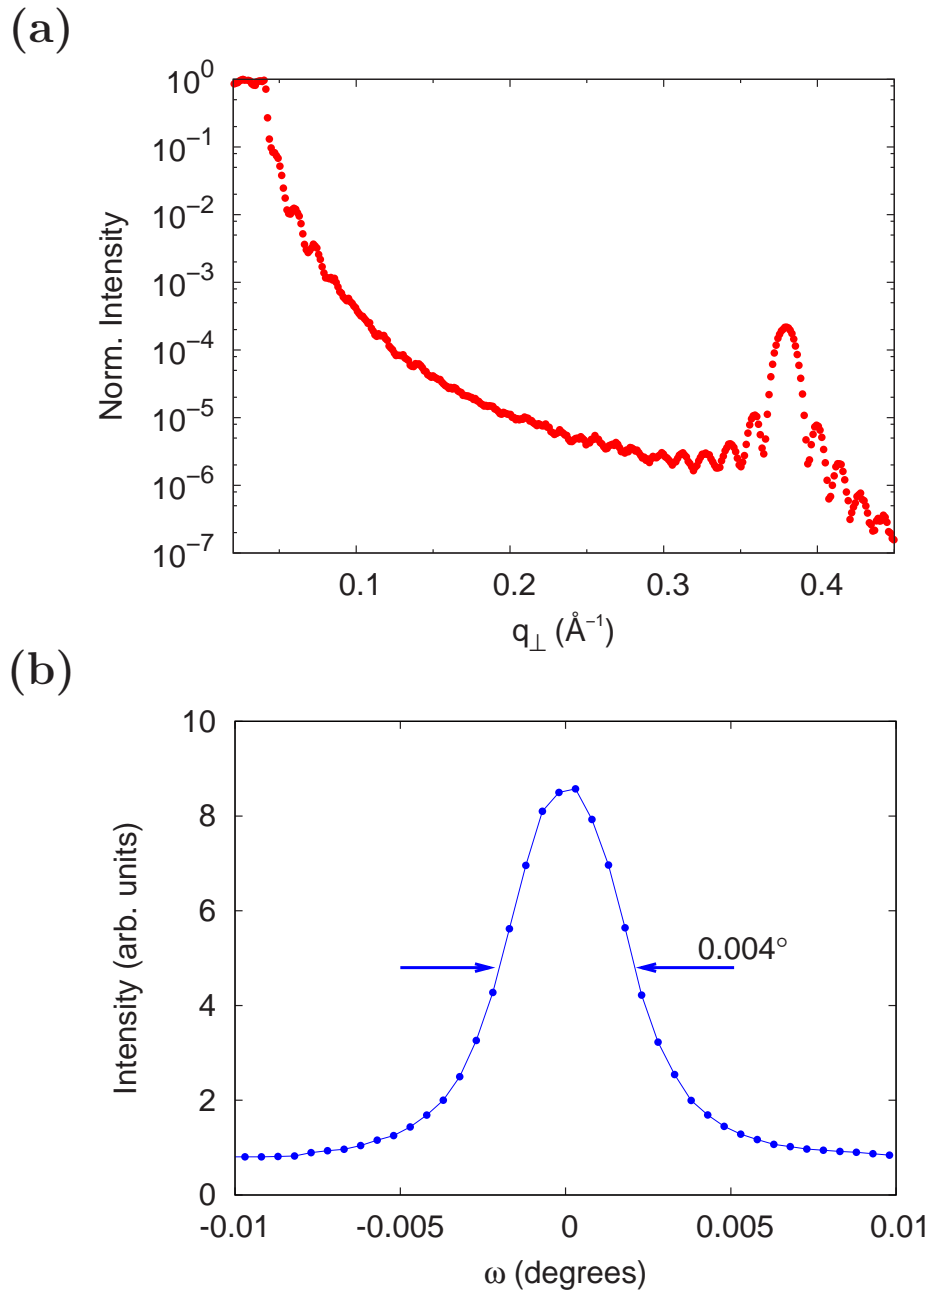 (a)
Norm. Intensity
10⁰
10⁻¹
10⁻²
10⁻³
10⁻⁴
10⁻⁵
10⁻⁶
10⁻⁷
0.1 0.2 0.3 0.4
q⊥ (Å⁻¹)
(b)
Intensity (arb. units)
10
8
6
4
2
0
0.004°
-0.01 -0.005 0 0.005 0.01
ω (degrees)